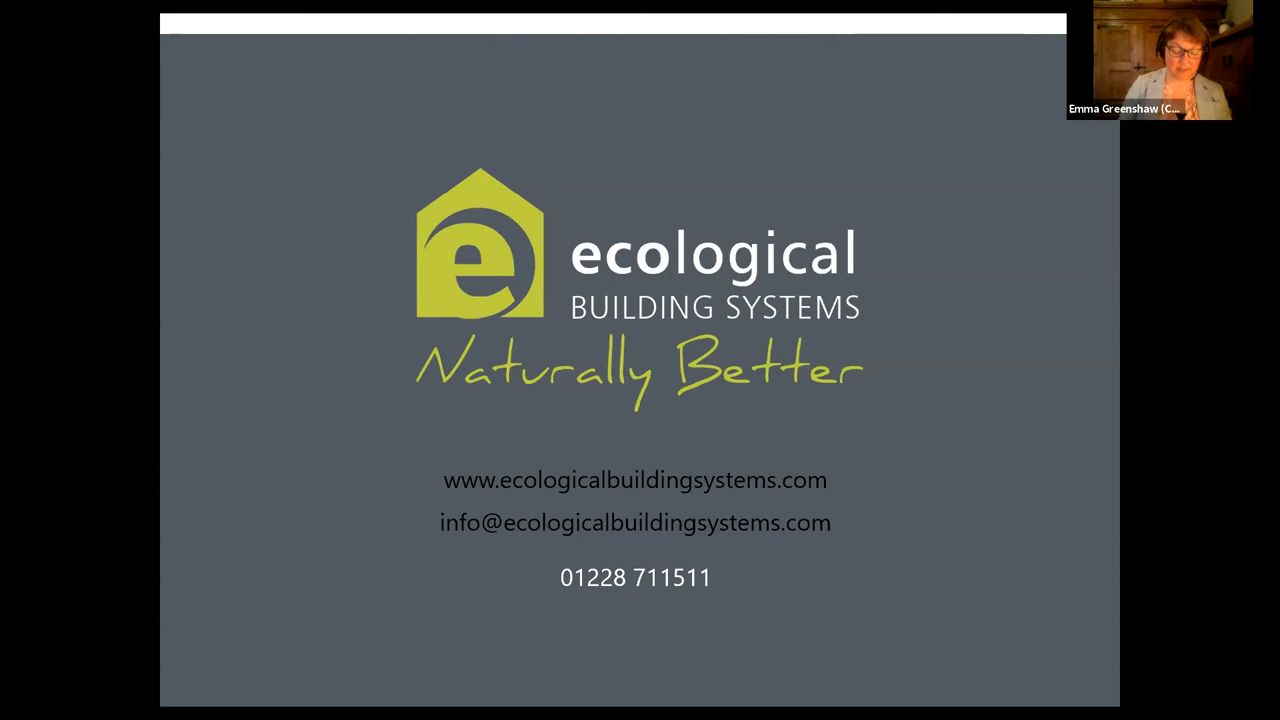 Emma Greenshaw (C...
e
ecological
BUILDING SYSTEMS
Naturally Better
www.ecologicalbuildingsystems.com
info@ecologicalbuildingsystems.com
01228 711511